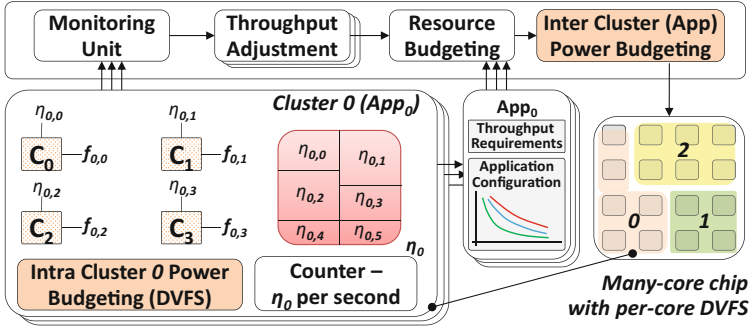 Monitoring
Unit
Throughput
Adjustment
Resource
Budgeting
Inter Cluster (App)
Power Budgeting
Cluster 0 (App₀)
η₀,₀
C₀
f₀,₀
η₀,₁
C₁
f₀,₁
η₀,₂
C₂
f₀,₂
η₀,₃
C₃
f₀,₃
η₀,₀
η₀,₁
η₀,₂
η₀,₃
η₀,₄
η₀,₅
η₀
Intra Cluster 0 Power
Budgeting (DVFS)
Counter –
η₀ per second
App₀
Throughput
Requirements
Application
Configuration
2
0
1
Many-core chip
with per-core DVFS